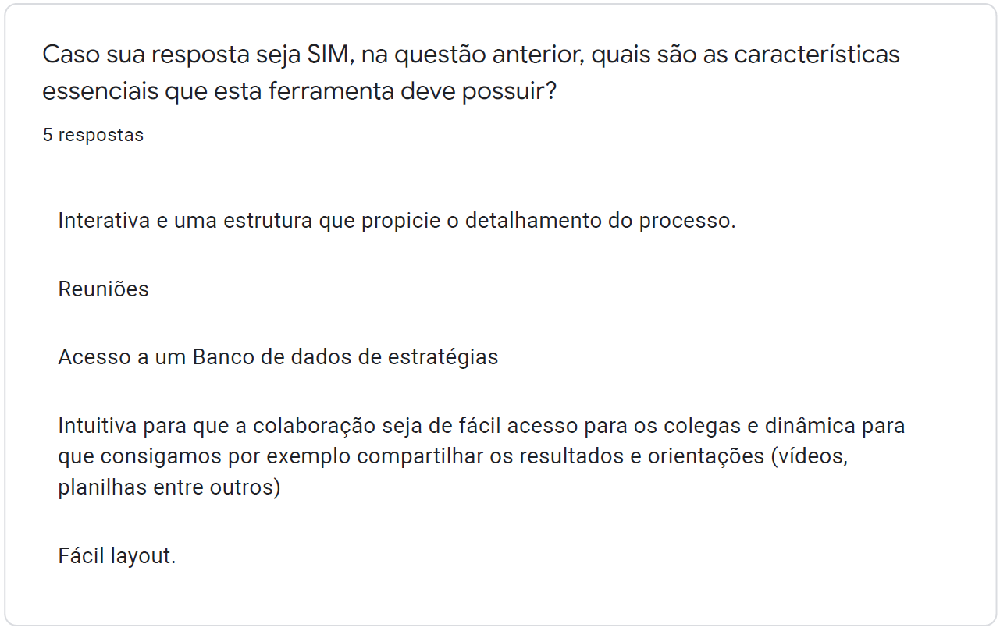 Caso sua resposta seja SIM, na questão anterior, quais são as características
essenciais que esta ferramenta deve possuir?
5 respostas
Interativa e uma estrutura que propicie o detalhamento do processo.
Reuniões
Acesso a um Banco de dados de estratégias
Intuitiva para que a colaboração seja de fácil acesso para os colegas e dinâmica para
que consigamos por exemplo compartilhar os resultados e orientações (vídeos,
planilhas entre outros)
Fácil layout.